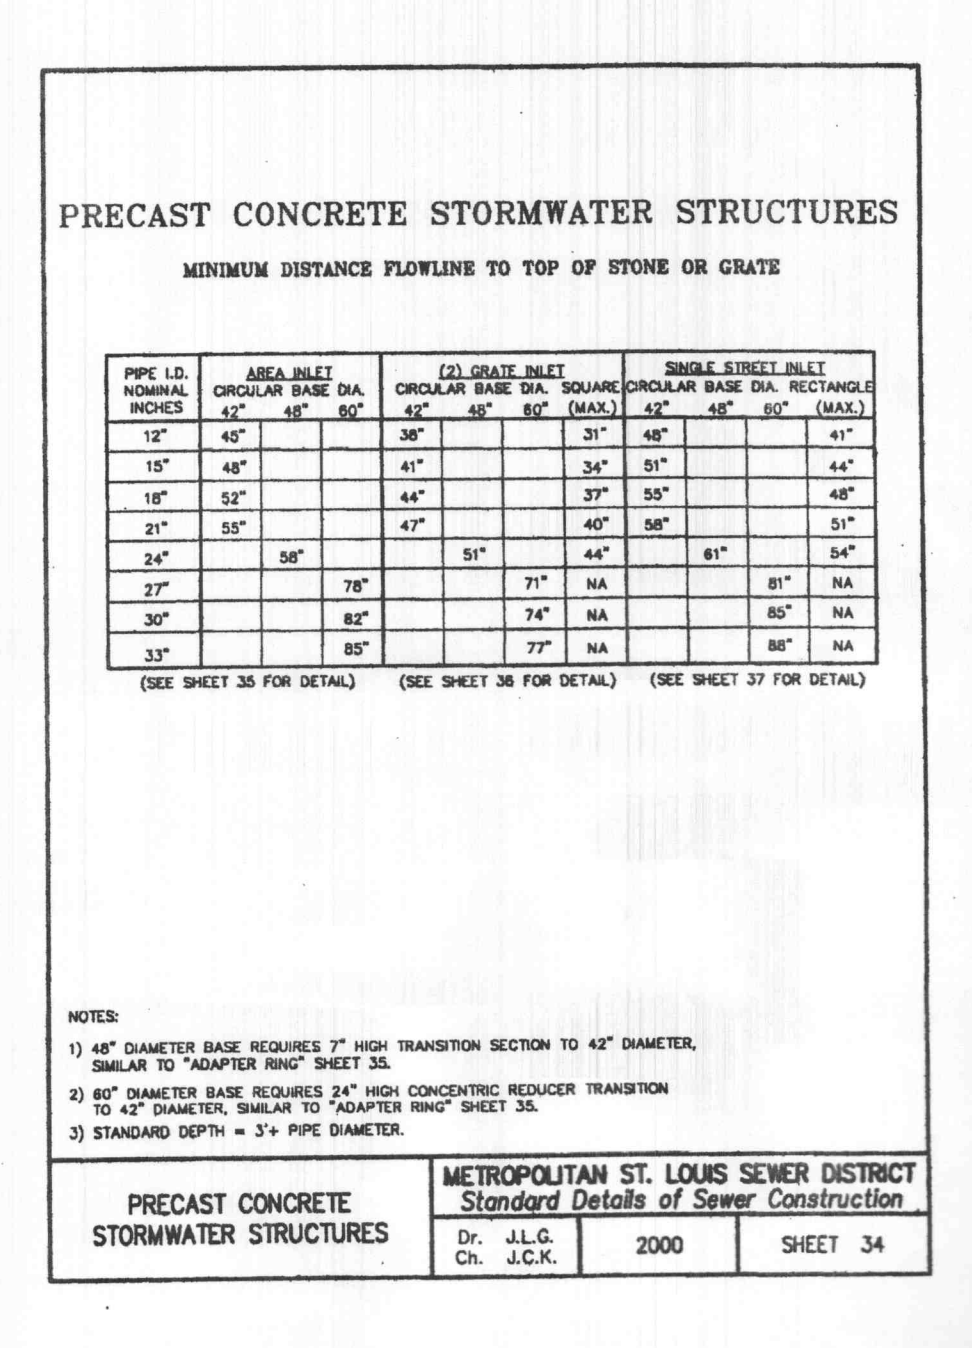 PRECAST CONCRETE STORMWATER STRUCTURES
MINIMUM DISTANCE FLOWLINE TO TOP OF STONE OR GRATE
PIPE I.D. AREA INLET (2) GRATE INLET SINGLE STREET INLET
NOMINAL CIRCULAR BASE DIA. CIRCULAR BASE DIA. SQUARE CIRCULAR BASE DIA. RECTANGLE
INCHES 42" 48" 60" 42" 48" 60" (MAX.) 42" 48" 60" (MAX.)
12" 45" 38" 31" 48" 41"
15" 48" 41" 34" 51" 44"
18" 52" 44" 37" 55" 48"
21" 55" 47" 40" 58" 51"
24" 58" 51" 44" 61" 54"
27" 78" 71" NA 81" NA
30" 82" 74" NA 85" NA
33" 85" 77" NA 88" NA
(SEE SHEET 35 FOR DETAIL) (SEE SHEET 36 FOR DETAIL) (SEE SHEET 37 FOR DETAIL)
NOTES:
1) 48" DIAMETER BASE REQUIRES 7" HIGH TRANSITION SECTION TO 42" DIAMETER,
SIMILAR TO "ADAPTER RING" SHEET 35.
2) 60" DIAMETER BASE REQUIRES 24" HIGH CONCENTRIC REDUCER TRANSITION
TO 42" DIAMETER, SIMILAR TO "ADAPTER RING" SHEET 35.
3) STANDARD DEPTH = 3'+ PIPE DIAMETER.
PRECAST CONCRETE
STORMWATER STRUCTURES
METROPOLITAN ST. LOUIS SEWER DISTRICT
Standard Details of Sewer Construction
Dr. J.L.G.
Ch. J.C.K.
2000
SHEET 34